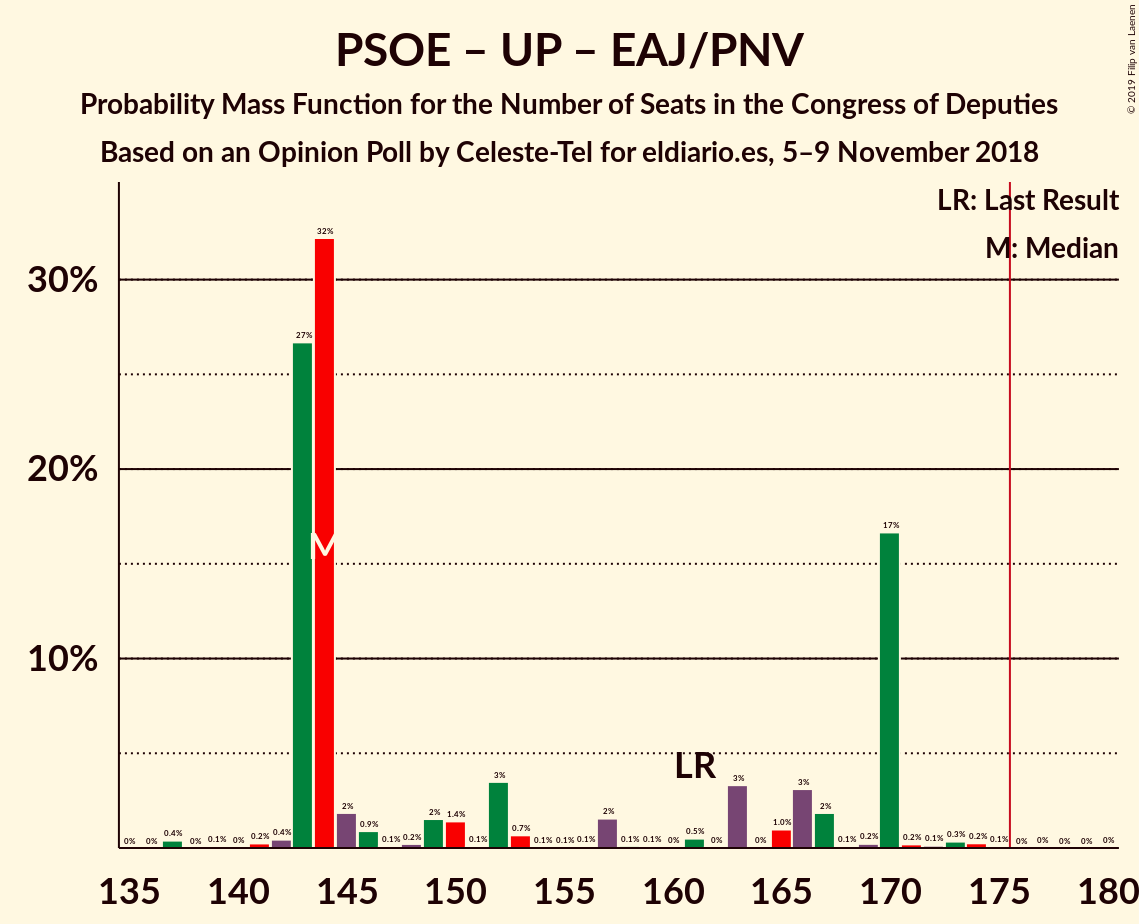 PSOE – UP – EAJ/PNV
Probability Mass Function for the Number of Seats in the Congress of Deputies
Based on an Opinion Poll by Celeste-Tel for eldiario.es, 5–9 November 2018
© 2019 Filip van Laenen
LR: Last Result
M: Median
30%
20%
10%
0% 0% 0.4% 0% 0.1% 0% 0.2% 0.4% 27% 32% 2% 0.9% 0.1% 0.2% 2% 1.4% 0.1% 3% 0.7% 0.1% 0.1% 0.1% 2% 0.1% 0.1% 0% 0.5% 0% 3% 0% 1.0% 3% 2% 0.1% 0.2% 17% 0.2% 0.1% 0.3% 0.2% 0.1% 0% 0% 0% 0% 0%
M
LR
135 140 145 150 155 160 165 170 175 180